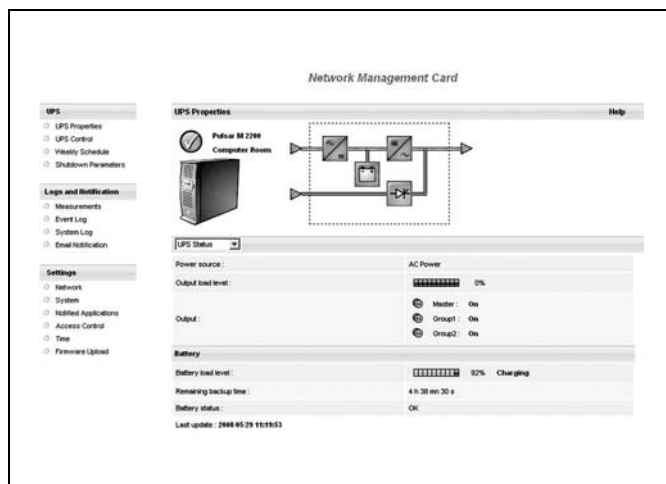 Network Management Card
UPS
UPS Properties
UPS Control
Weekly Schedule
Shutdown Parameters
Logs and Notification
Measurements
Event Log
System Log
Email Notification
Settings
Network
System
Notified Applications
Access Control
Time
Firmware Upload
UPS Properties Help
Pulsar M 2200
Computer Room
UPS Status
Power source : AC Power
Output load level : 0%
Output :
Master : On
Group1 : On
Group2 : On
Battery
Battery load level : 92% Charging
Remaining backup time : 4 h 38 mn 30 s
Battery status : OK
Last update : 2008/05/29 11:19:53